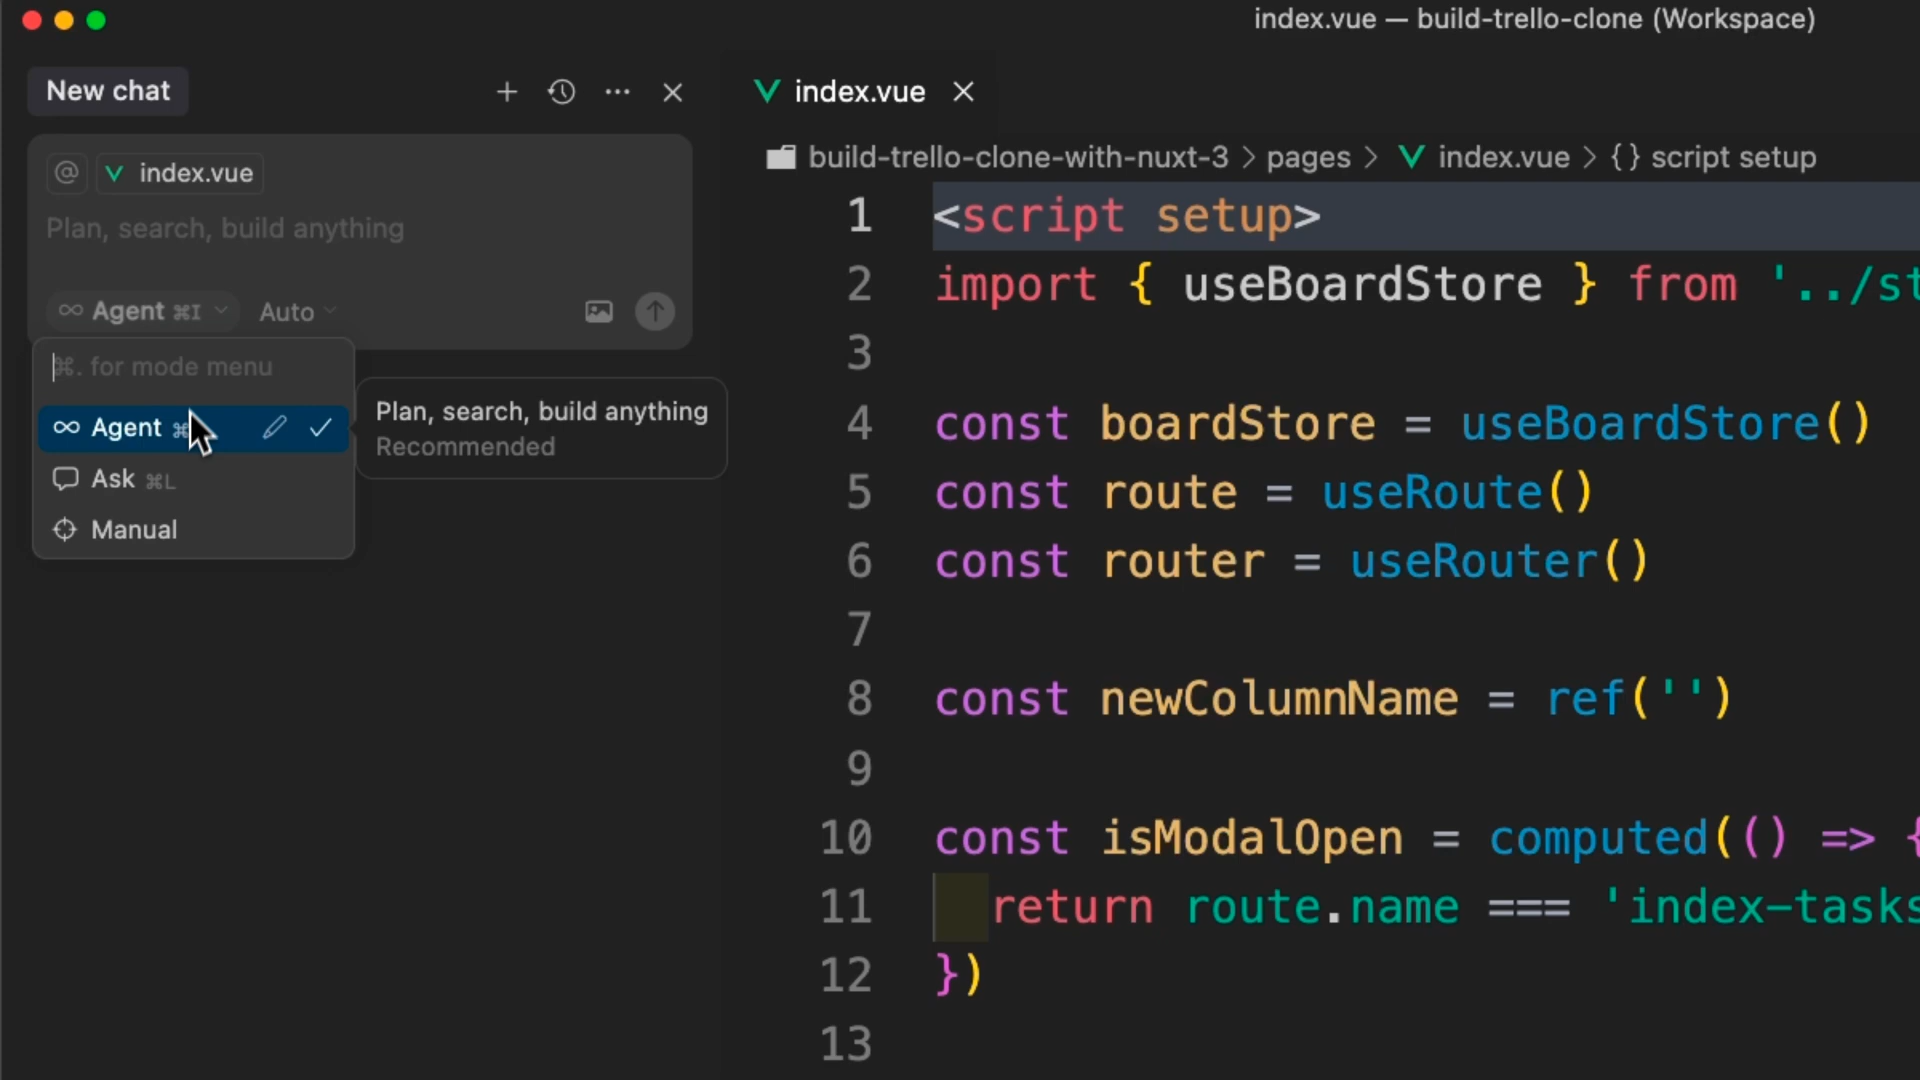 index.vue — build-trello-clone (Workspace)
New chat
@ index.vue
Plan, search, build anything
Agent ⌘I Auto
⌘. for mode menu
Agent
Ask ⌘L
Manual
Plan, search, build anything
Recommended
index.vue
build-trello-clone-with-nuxt-3 > pages > index.vue > {} script setup
1 <script setup>
2 import { useBoardStore } from '../st
3
4 const boardStore = useBoardStore()
5 const route = useRoute()
6 const router = useRouter()
7
8 const newColumnName = ref('')
9
10 const isModalOpen = computed(() => {
11 return route.name === 'index-tasks
12 })
13